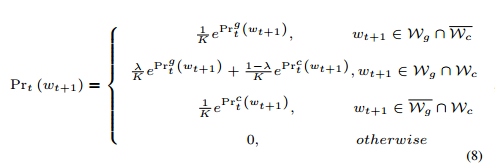 1/K e^{Pr_t^g(w_{t+1})}, w_{t+1} ∈ W_g ∩ \overline{W_c}
Pr_t(w_{t+1}) = { λ/K e^{Pr_t^g(w_{t+1})} + (1−λ)/K e^{Pr_t^c(w_{t+1})}, w_{t+1} ∈ W_g ∩ W_c
1/K e^{Pr_t^c(w_{t+1})}, w_{t+1} ∈ \overline{W_g} ∩ W_c
0, otherwise
(8)